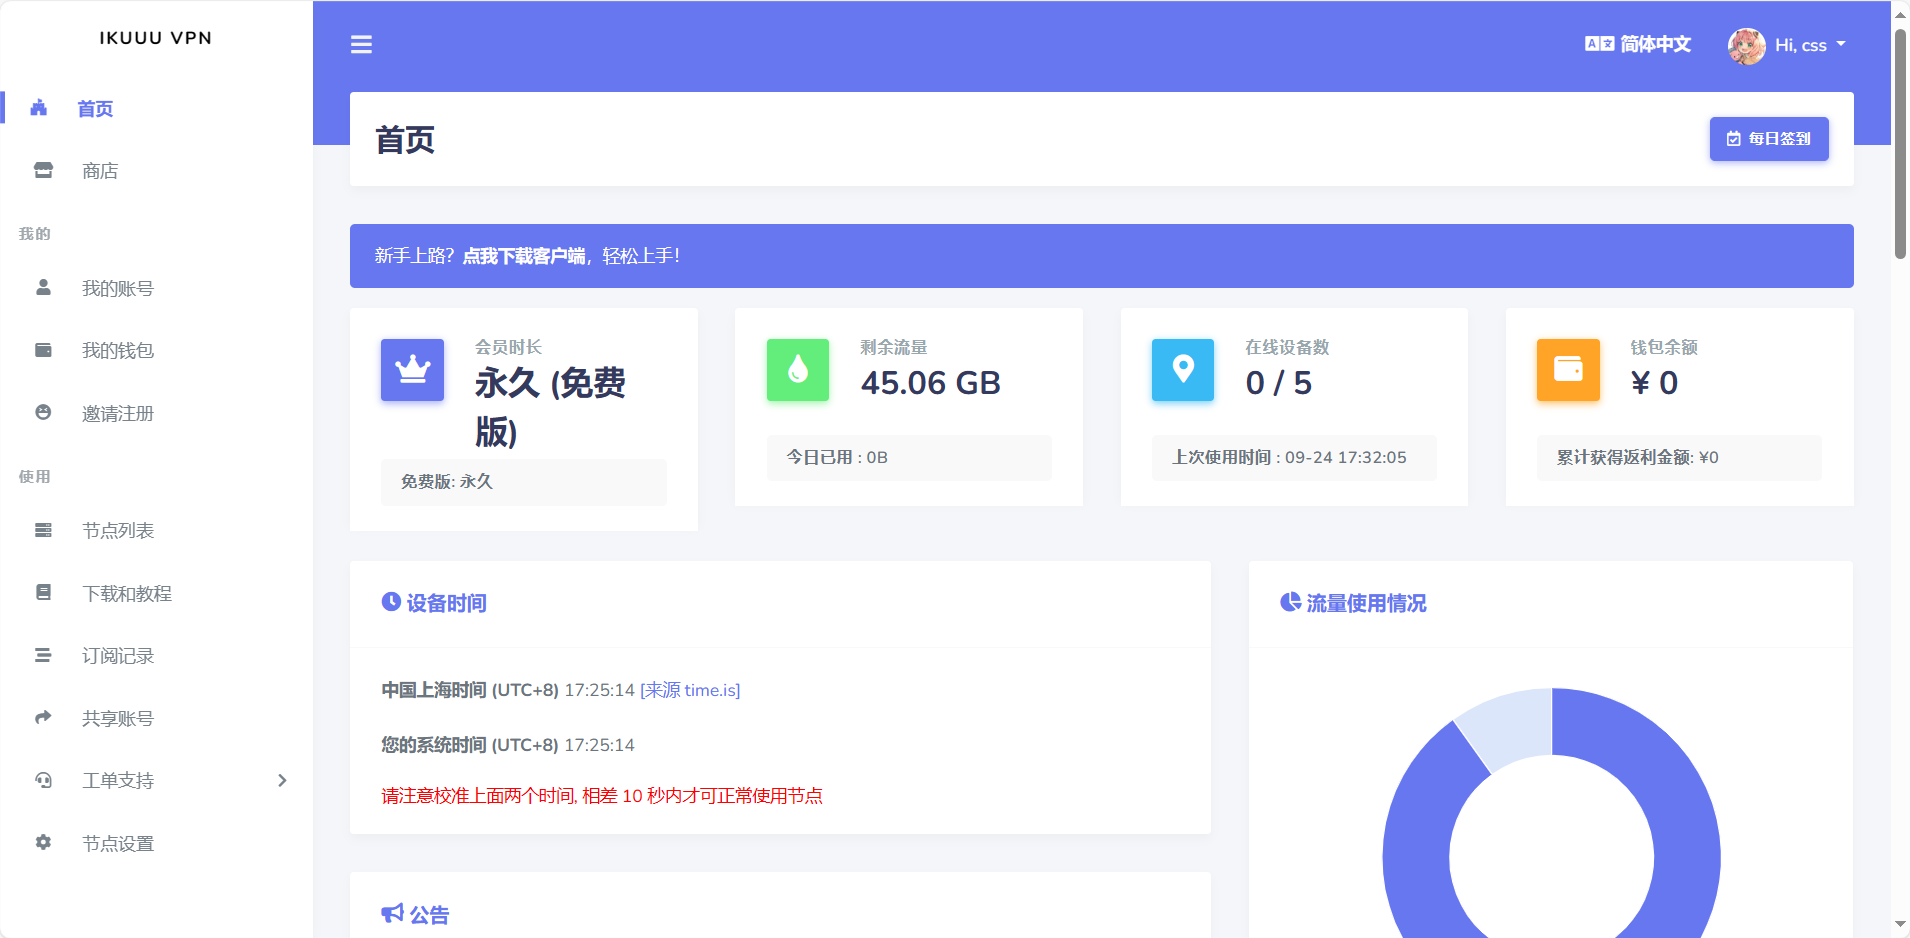 IKUUU VPN
首页
商店
我的
我的账号
我的钱包
邀请注册
使用
节点列表
下载和教程
订阅记录
共享账号
工单支持
节点设置
简体中文
Hi, css
首页
每日签到
新手上路？点我下载客户端，轻松上手！
会员时长
永久 (免费
版)
免费版: 永久
剩余流量
45.06 GB
今日已用 : 0B
在线设备数
0 / 5
上次使用时间 : 09-24 17:32:05
钱包余额
¥ 0
累计获得返利金额: ¥0
设备时间
中国上海时间 (UTC+8) 17:25:14 [来源 time.is]
您的系统时间 (UTC+8) 17:25:14
请注意校准上面两个时间, 相差 10 秒内才可正常使用节点
流量使用情况
公告